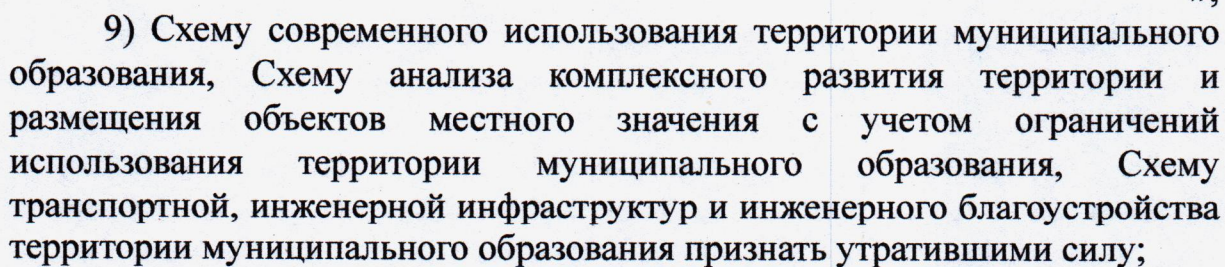 9) Схему современного использования территории муниципального
образования, Схему анализа комплексного развития территории и
размещения объектов местного значения с учетом ограничений
использования территории муниципального образования, Схему
транспортной, инженерной инфраструктур и инженерного благоустройства
территории муниципального образования признать утратившими силу;